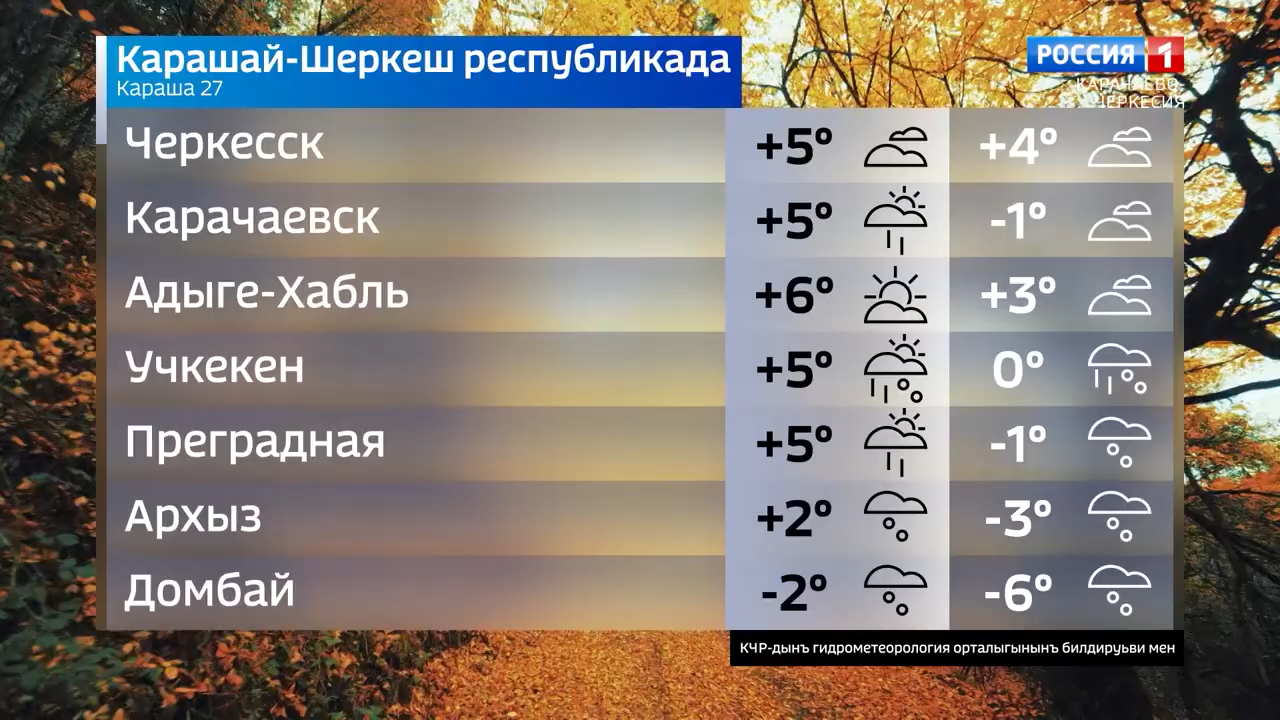 Карашай-Шеркеш республикада
Караша 27
РОССИЯ 1
КАРАЧАЕВО-
ЧЕРКЕСИЯ
Черкесск +5° +4°
Карачаевск +5° -1°
Адыге-Хабль +6° +3°
Учкекен +5° 0°
Преградная +5° -1°
Архыз +2° -3°
Домбай -2° -6°
КЧР-дынъ гидрометеорология орталыгынынъ билдируьви мен